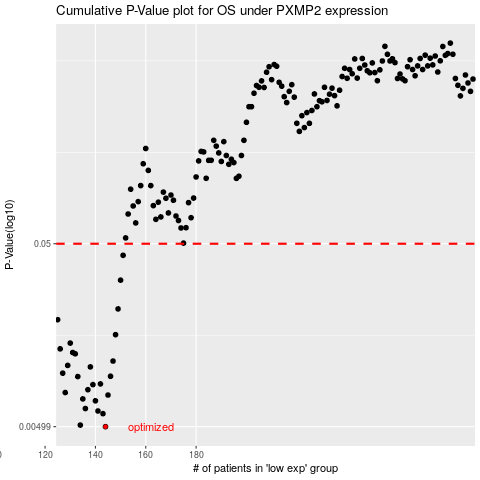 Cumulative P-Value plot for OS under PXMP2 expression
P-Value(log10)
0.05
0.00499
optimized
0 120 140 160 180
# of patients in 'low exp' group